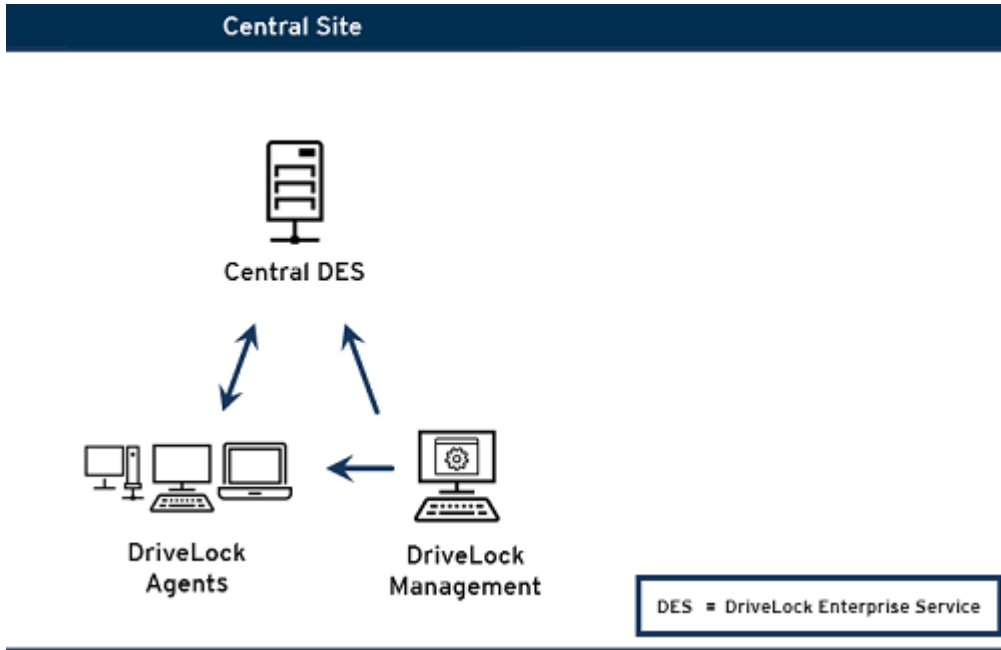 Central Site
Central DES
DriveLock
Agents
DriveLock
Management
DES = DriveLock Enterprise Service